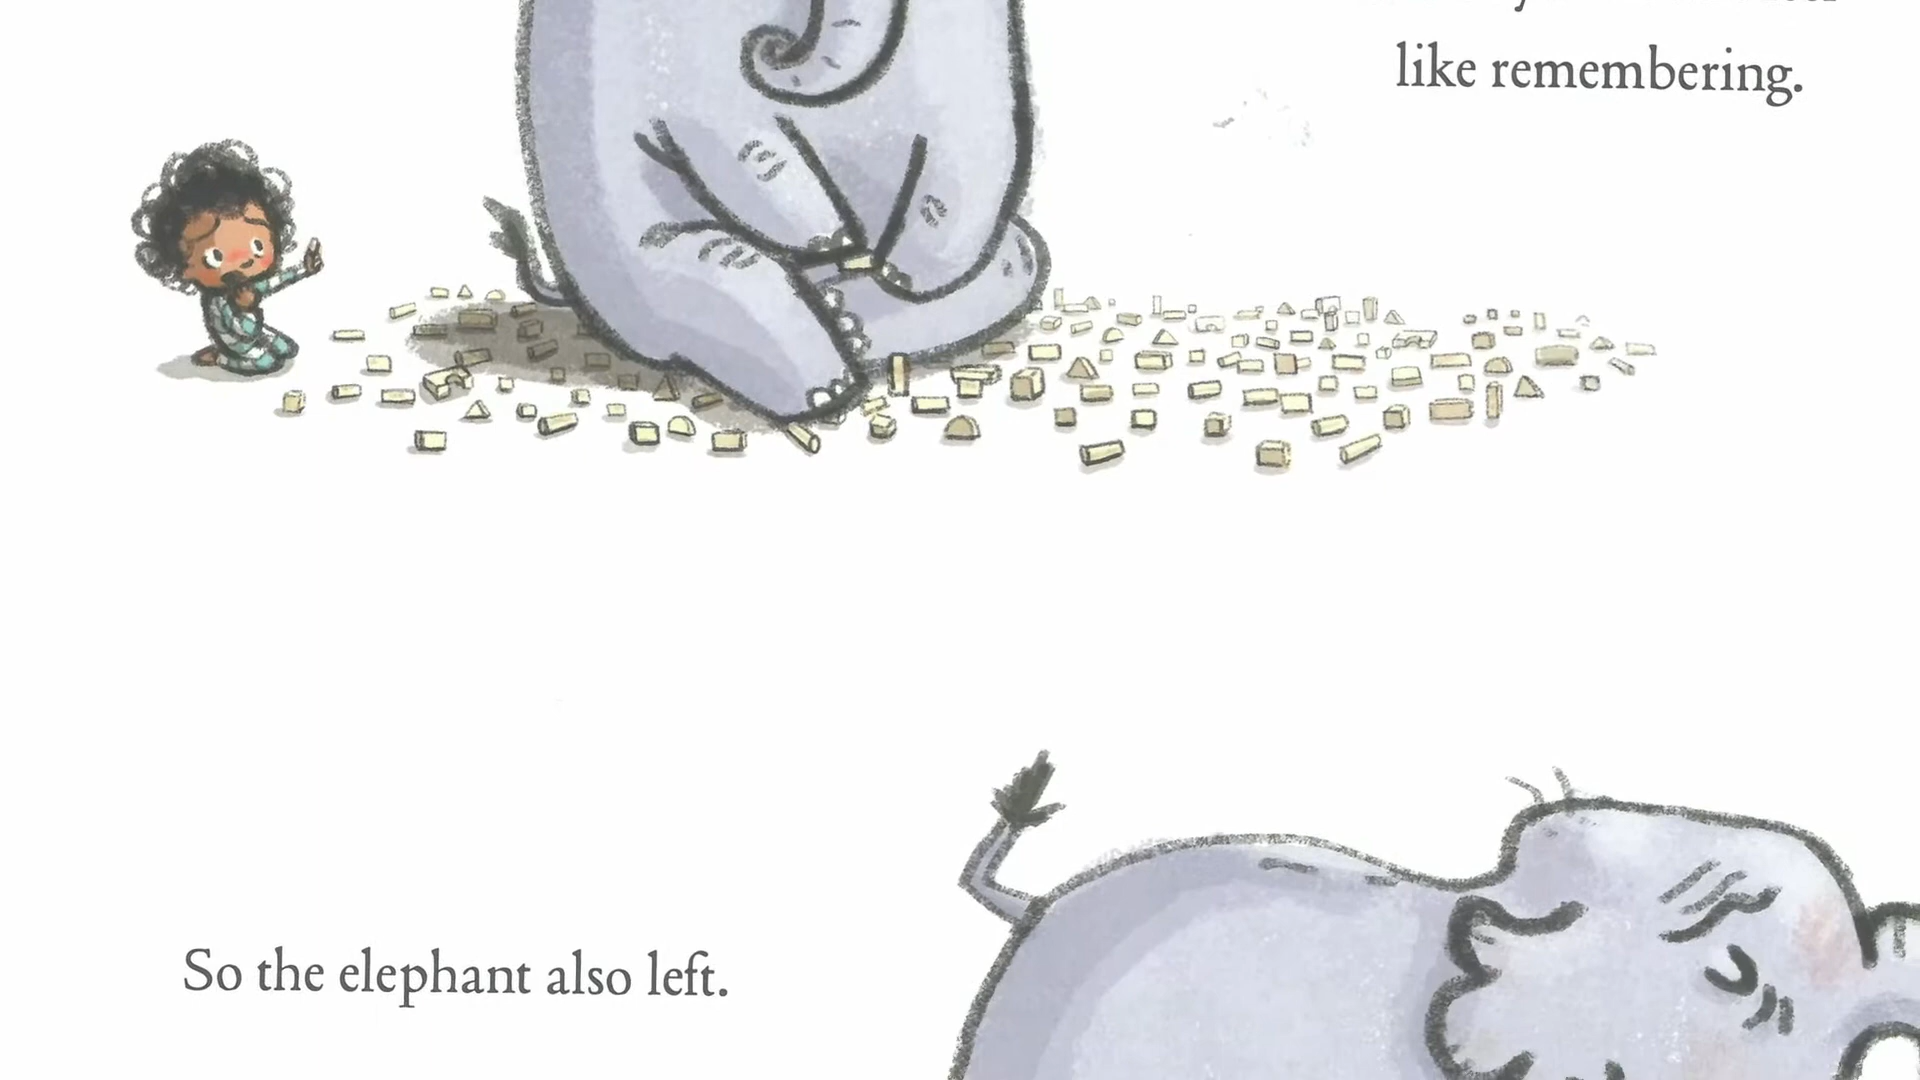 like remembering.
So the elephant also left.